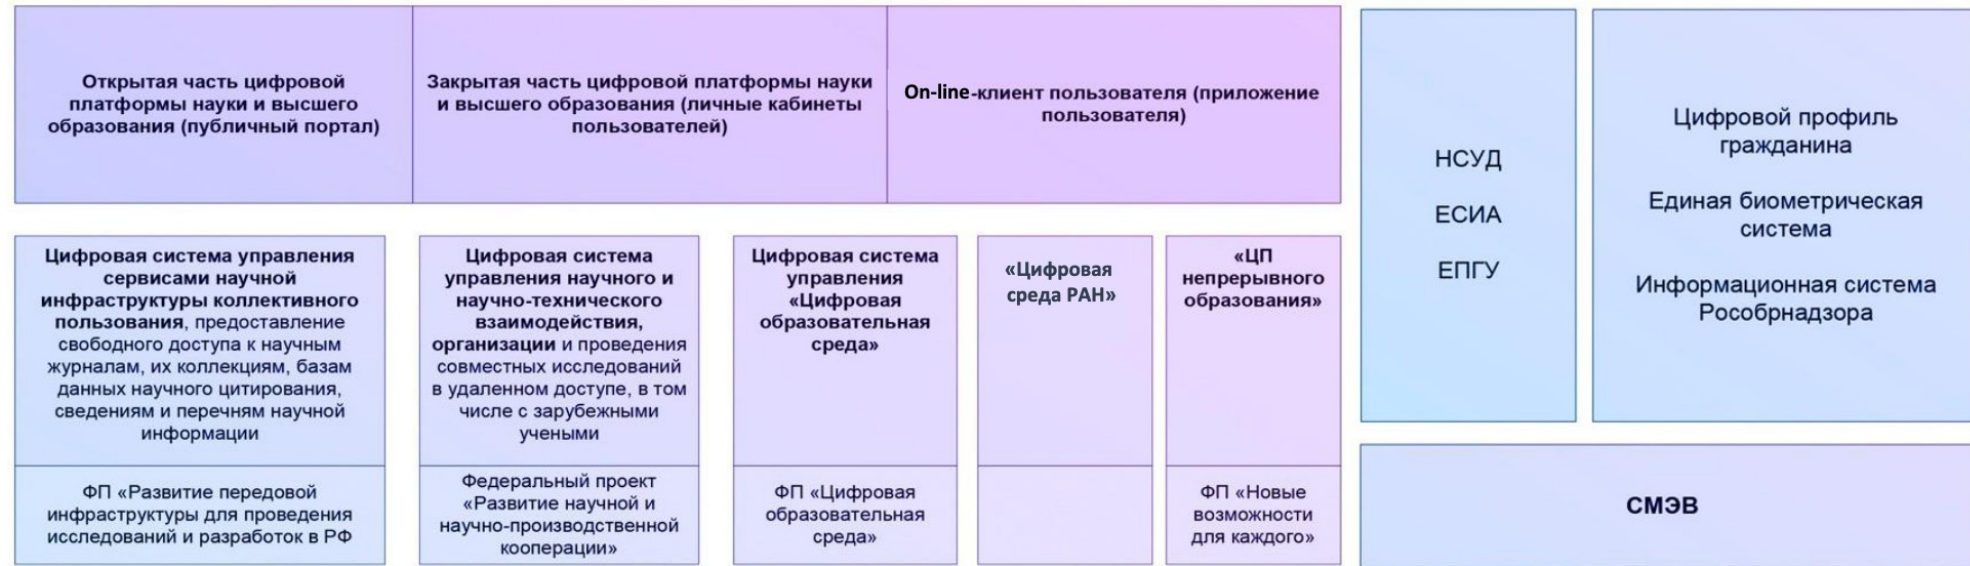 Открытая часть цифровой
платформы науки и высшего
образования (публичный портал)
Закрытая часть цифровой платформы науки
и высшего образования (личные кабинеты
пользователей)
On-line-клиент пользователя (приложение
пользователя)
НСУД
ЕСИА
ЕПГУ
Цифровой профиль
гражданина
Единая биометрическая
система
Информационная система
Рособрнадзора
Цифровая система управления
сервисами научной
инфраструктуры коллективного
пользования, предоставление
свободного доступа к научным
журналам, их коллекциям, базам
данных научного цитирования,
сведениям и перечням научной
информации
Цифровая система
управления научного и
научно-технического
взаимодействия,
организации и проведения
совместных исследований
в удаленном доступе, в том
числе с зарубежными
учеными
Цифровая система
управления
«Цифровая
образовательная
среда»
«Цифровая
среда РАН»
«ЦП
непрерывного
образования»
ФП «Развитие передовой
инфраструктуры для проведения
исследований и разработок в РФ
Федеральный проект
«Развитие научной и
научно-производственной
кооперации»
ФП «Цифровая
образовательная
среда»
ФП «Новые
возможности
для каждого»
СМЭВ